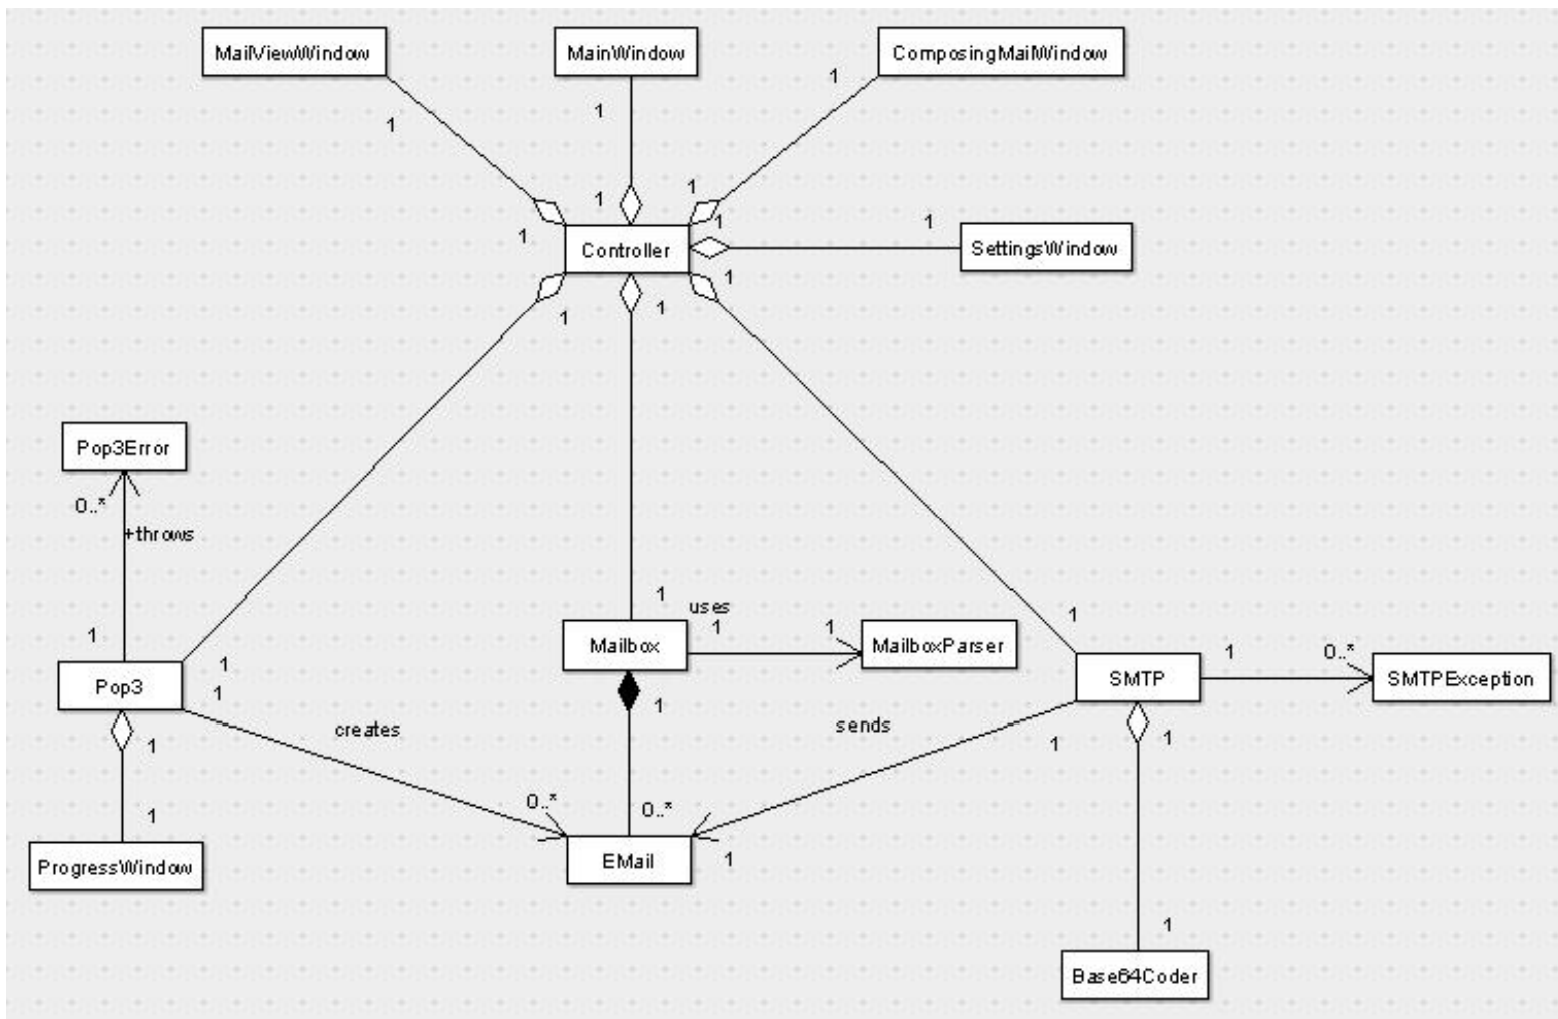 MailViewWindow
MainWindow
ComposingMailWindow
1
1
1
1
1
1
1
1
Controller
SettingsWindow
1
1
1
Pop3Error
0..*
+throws
1
1
uses
1
1
1
Mailbox
MailboxParser
1
1
0..*
Pop3
SMTP
SMTPException
1
1
creates
sends
1
1
1
0..*
0..*
1
1
EMail
ProgressWindow
1
Base64Coder